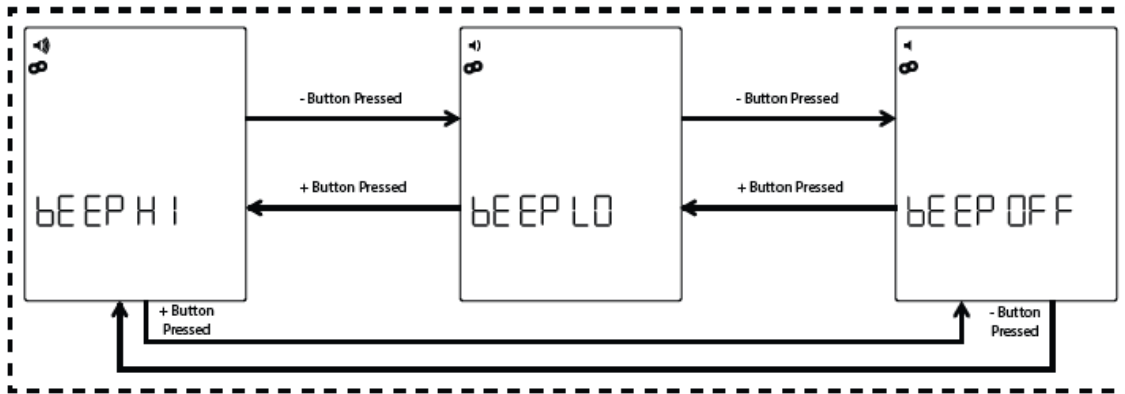 - Button Pressed
- Button Pressed
+ Button Pressed
+ Button Pressed
bEEP HI
bEEP LO
bEEP OFF
+ Button
Pressed
- Button
Pressed